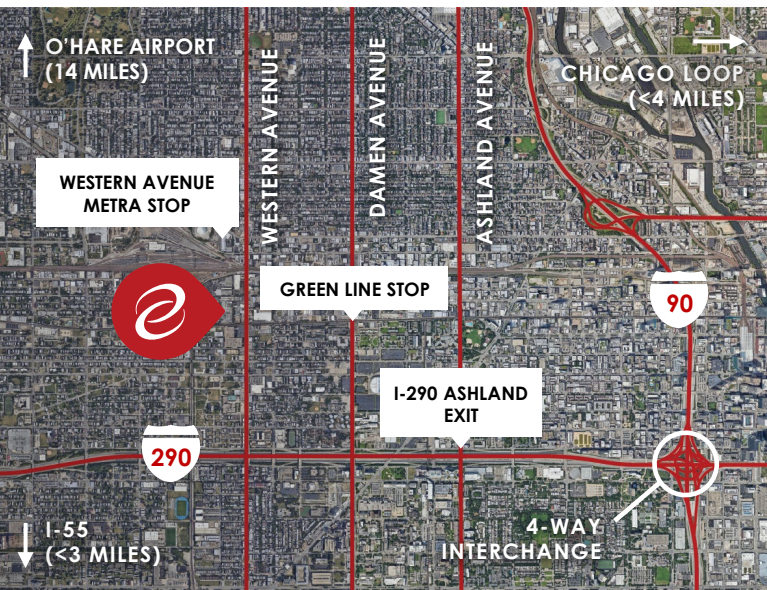 O'HARE AIRPORT
(14 MILES)
CHICAGO LOOP
(<4 MILES)
WESTERN AVENUE
DAMEN AVENUE
ASHLAND AVENUE
WESTERN AVENUE
METRA STOP
GREEN LINE STOP
90
I-290 ASHLAND
EXIT
290
I-55
(<3 MILES)
4-WAY
INTERCHANGE